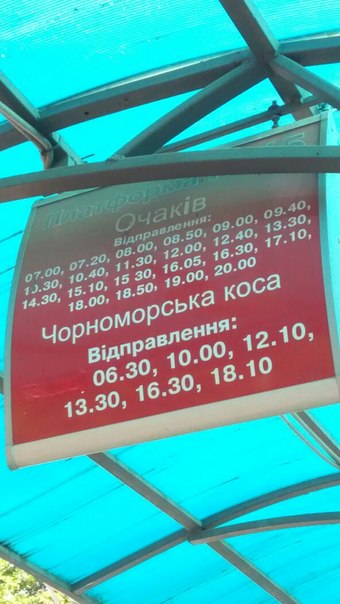 Платформа
Очаків
Відправлення:
07.00, 07.20, 08.00, 08.50, 09.00, 09.40,
10.30, 10.40, 11.30, 12.00, 12.40, 13.30,
14.30, 15.10, 15.30, 16.05, 16.30, 17.10,
18.00, 18.50, 19.00, 20.00
Чорноморська коса
Відправлення:
06.30, 10.00, 12.10,
13.30, 16.30, 18.10